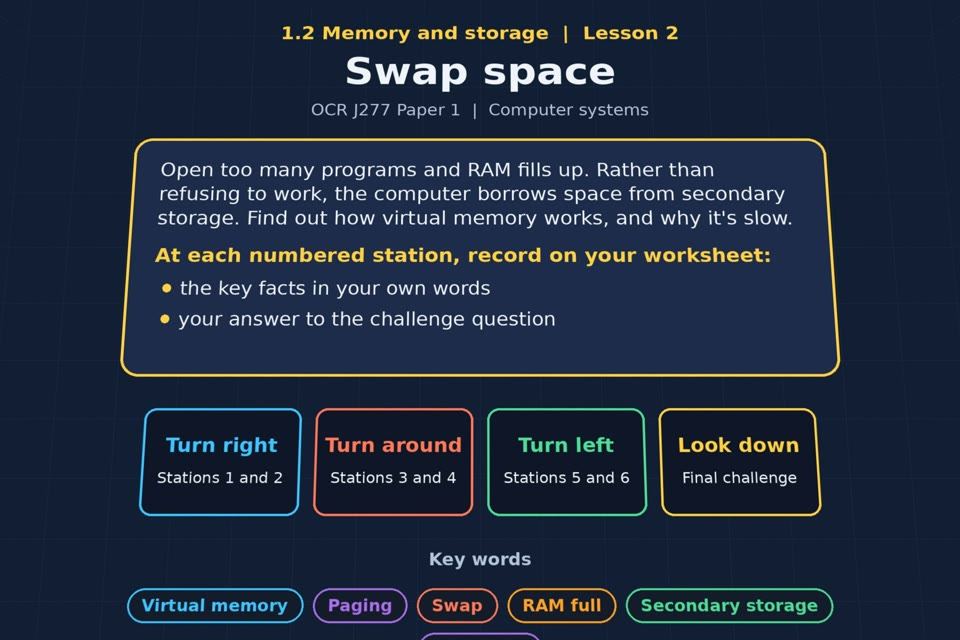 1.2 Memory and storage | Lesson 2
Swap space
OCR J277 Paper 1 | Computer systems
Open too many programs and RAM fills up. Rather than
refusing to work, the computer borrows space from secondary
storage. Find out how virtual memory works, and why it's slow.
At each numbered station, record on your worksheet:
the key facts in your own words
your answer to the challenge question
Turn right
Stations 1 and 2
Turn around
Stations 3 and 4
Turn left
Stations 5 and 6
Look down
Final challenge
Key words
Virtual memory
Paging
Swap
RAM full
Secondary storage